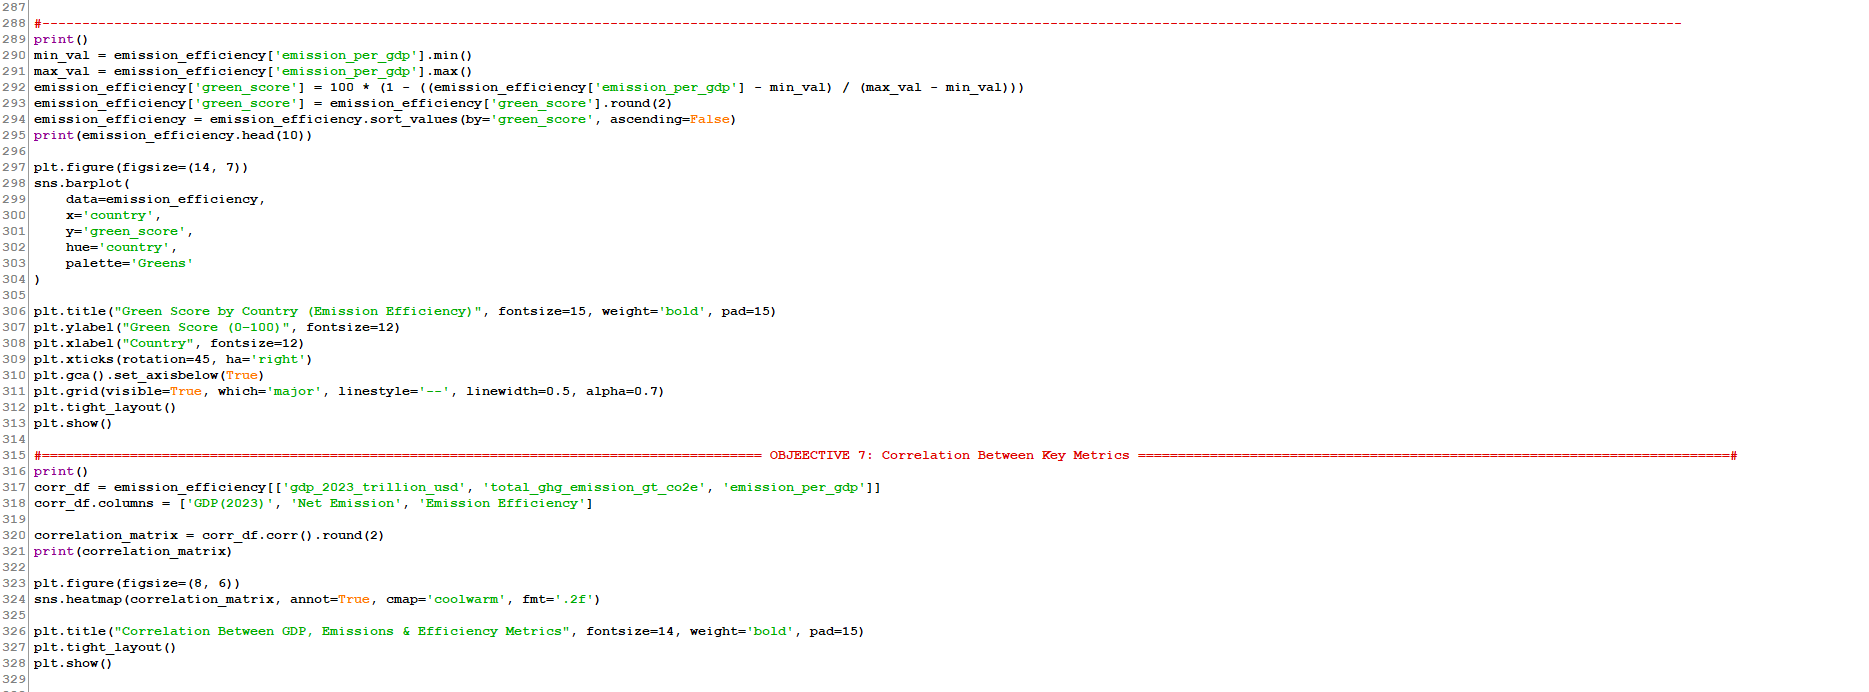 287
288 #-------------------------------------------------------------------------------------------------------------------------------------------------------------------------------------------------------------
289 print()
290 min_val = emission_efficiency['emission_per_gdp'].min()
291 max_val = emission_efficiency['emission_per_gdp'].max()
292 emission_efficiency['green_score'] = 100 * (1 - ((emission_efficiency['emission_per_gdp'] - min_val) / (max_val - min_val)))
293 emission_efficiency['green_score'] = emission_efficiency['green_score'].round(2)
294 emission_efficiency = emission_efficiency.sort_values(by='green_score', ascending=False)
295 print(emission_efficiency.head(10))
296
297 plt.figure(figsize=(14, 7))
298 sns.barplot(
299     data=emission_efficiency,
300     x='country',
301     y='green_score',
302     hue='country',
303     palette='Greens'
304 )
305
306 plt.title("Green Score by Country (Emission Efficiency)", fontsize=15, weight='bold', pad=15)
307 plt.ylabel("Green Score (0-100)", fontsize=12)
308 plt.xlabel("Country", fontsize=12)
309 plt.xticks(rotation=45, ha='right')
310 plt.gca().set_axisbelow(True)
311 plt.grid(visible=True, which='major', linestyle='--', linewidth=0.5, alpha=0.7)
312 plt.tight_layout()
313 plt.show()
314
315 #========================================================================================== OBJEECTIVE 7: Correlation Between Key Metrics ==========================================================================#
316 print()
317 corr_df = emission_efficiency[['gdp_2023_trillion_usd', 'total_ghg_emission_gt_co2e', 'emission_per_gdp']]
318 corr_df.columns = ['GDP(2023)', 'Net Emission', 'Emission Efficiency']
319
320 correlation_matrix = corr_df.corr().round(2)
321 print(correlation_matrix)
322
323 plt.figure(figsize=(8, 6))
324 sns.heatmap(correlation_matrix, annot=True, cmap='coolwarm', fmt='.2f')
325
326 plt.title("Correlation Between GDP, Emissions & Efficiency Metrics", fontsize=14, weight='bold', pad=15)
327 plt.tight_layout()
328 plt.show()
329